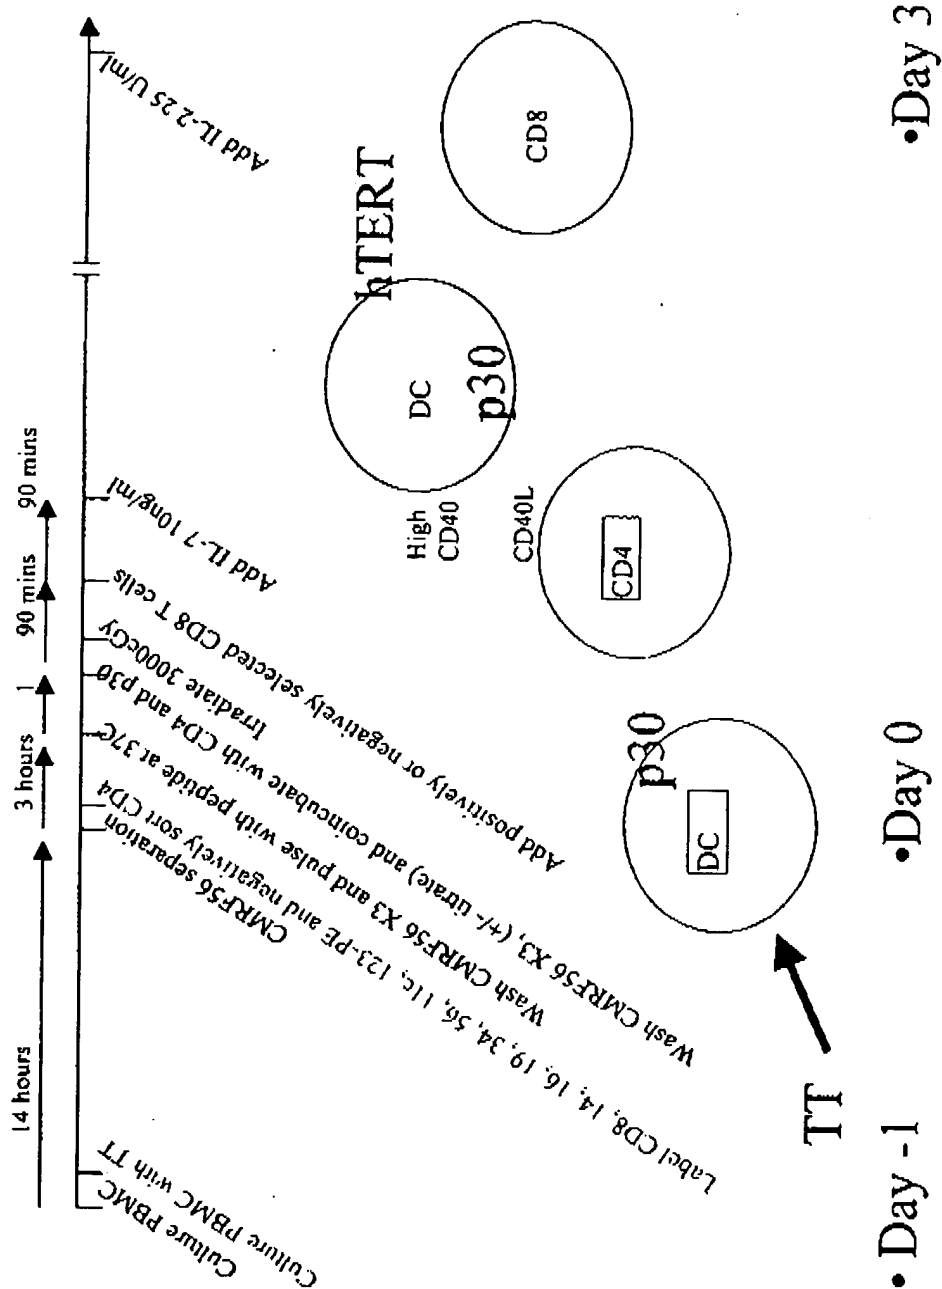 14 hours
3 hours
1
90 mins
90 mins
Culture PBMC
Culture PBMC with TT
CMRF56 separation
Label CD8, 14, 16, 19, 34, 56, 11c, 123-PE and negatively sort CD4
Wash CMRF56 X3 and pulse with peptide at 37C
Wash CMRF56 X3, (+/- titrate) and coincubate with CD4 and p30
Irradiate 3000cGy
Add positively or negatively selected CD8 T cells
Add IL-7 10ng/ml
Add IL-2 25 U/ml
TT
DC
p30
CD4
CD40L
High
CD40
DC
p30
hTERT
CD8
• Day -1
•Day 0
•Day 3